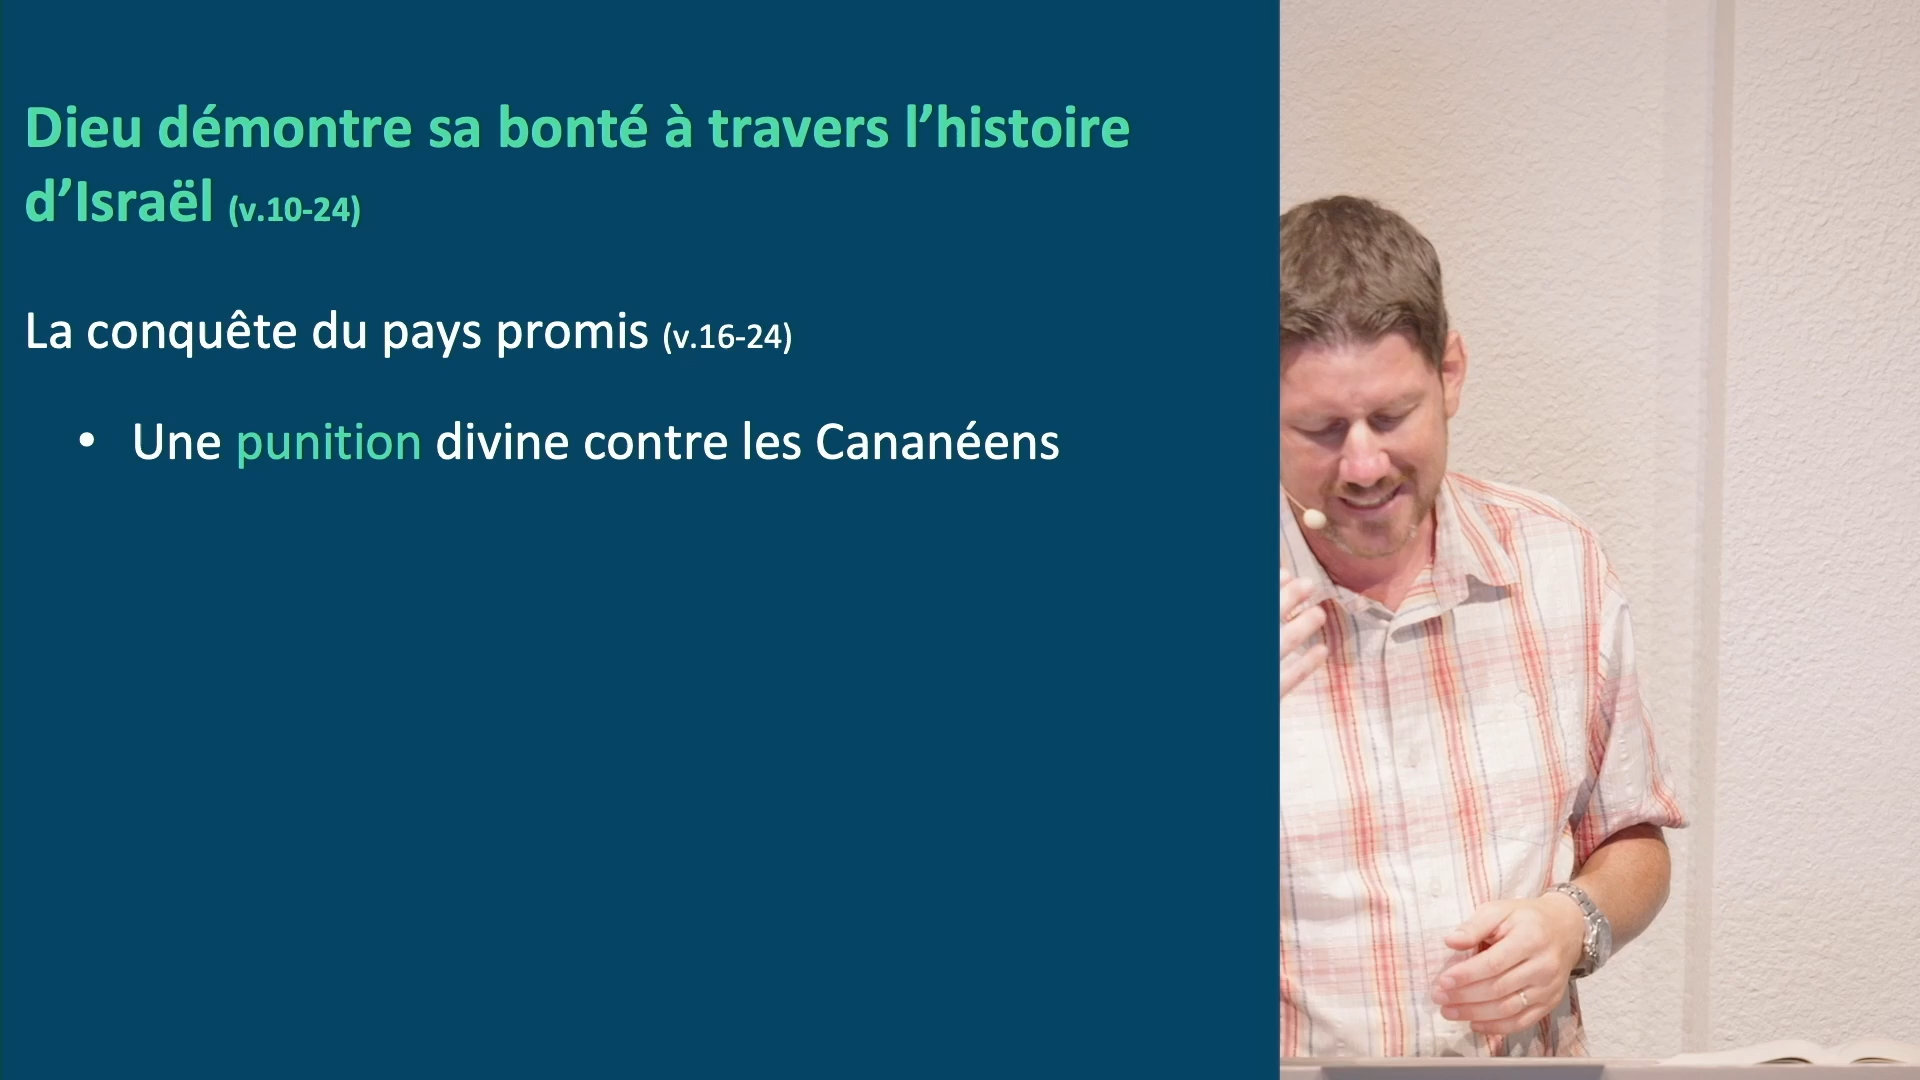 Dieu démontre sa bonté à travers l’histoire
d’Israël (v.10-24)
La conquête du pays promis (v.16-24)
• Une punition divine contre les Cananéens